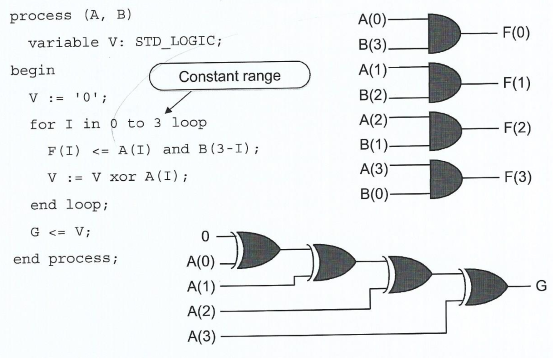 process (A, B)
variable V: STD_LOGIC;
begin
Constant range
V := '0';
for I in 0 to 3 loop
F(I) <= A(I) and B(3-I);
V := V xor A(I);
end loop;
G <= V;
end process;
A(0)
B(3)
F(0)
A(1)
B(2)
F(1)
A(2)
B(1)
F(2)
A(3)
B(0)
F(3)
0
A(0)
A(1)
A(2)
A(3)
G